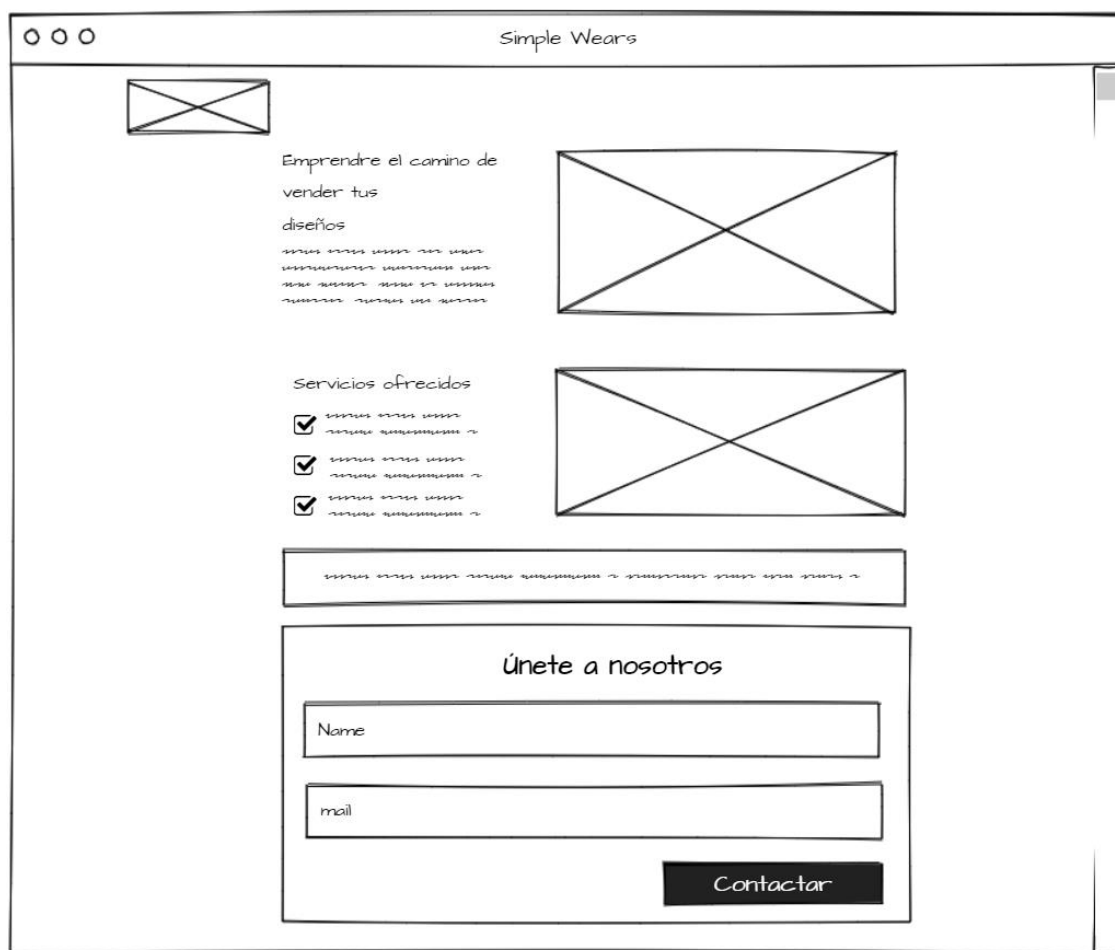 Simple Wears
Emprendre el camino de
vender tus
diseños
Servicios ofrecidos
Únete a nosotros
Name
mail
Contactar